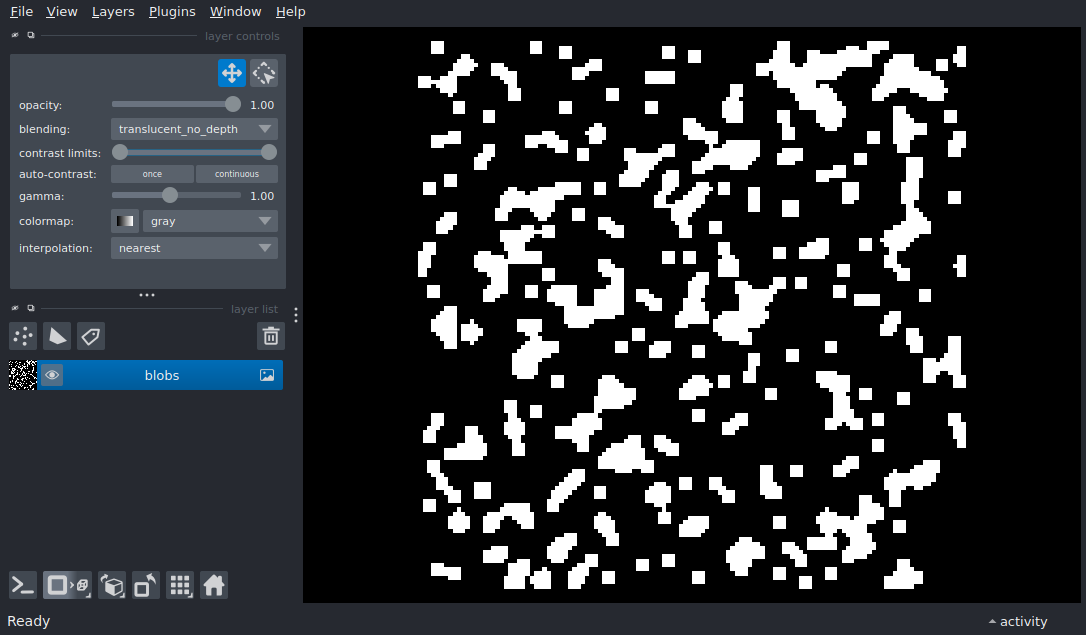 File View Layers Plugins Window Help
layer controls
opacity: 1.00
blending: translucent_no_depth
contrast limits:
auto-contrast: once continuous
gamma: 1.00
colormap: gray
interpolation: nearest
layer list
blobs
Ready
activity